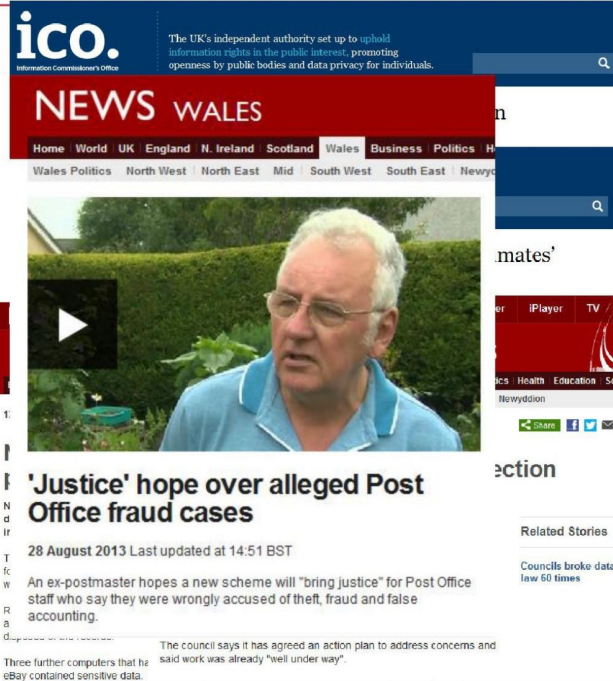 ico.
Information Commissioner's Office
The UK's independent authority set up to uphold
information rights in the public interest, promoting
openness by public bodies and data privacy for individuals.
NEWS WALES
Home World UK England N. Ireland Scotland Wales Business Politics
Wales Politics North West North East Mid South West South East Newyd
'Justice' hope over alleged Post
Office fraud cases
28 August 2013 Last updated at 14:51 BST
An ex-postmaster hopes a new scheme will "bring justice" for Post Office
staff who say they were wrongly accused of theft, fraud and false
accounting.
n
mates'
er iPlayer TV
ics Health Education
Newyddion
Share
ection
Related Stories
Councils broke data
law 60 times
The council says it has agreed an action plan to address concerns and
said work was already "well under way".
Three further computers that ha
eBay contained sensitive data.